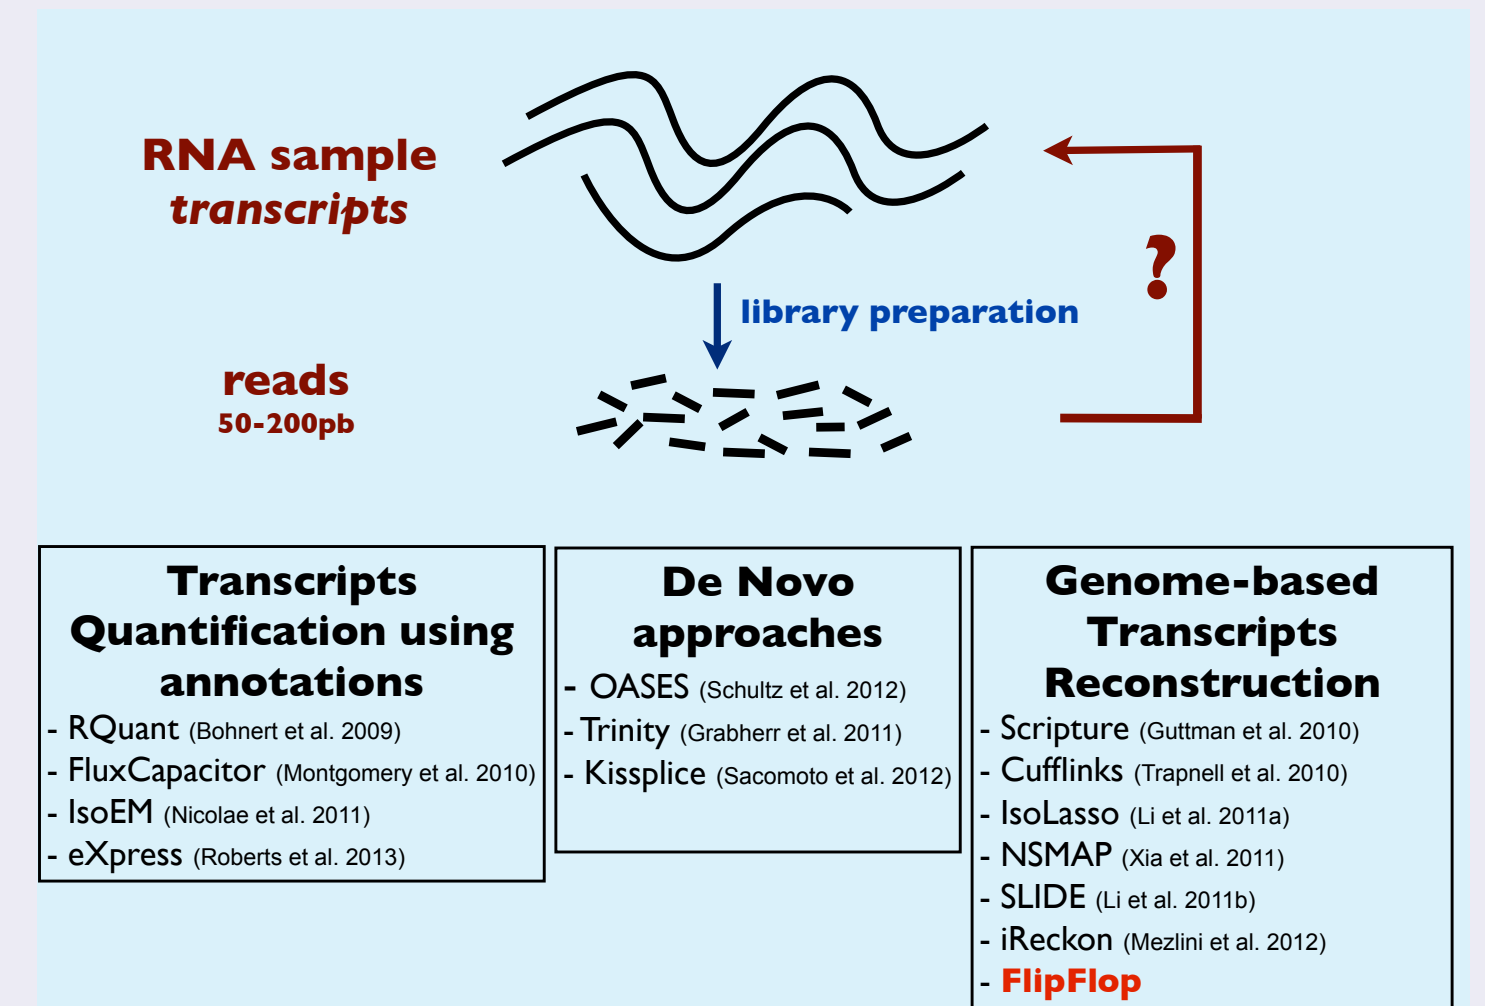 RNA sample
transcripts
?
library preparation
reads
50-200pb
Transcripts
Quantification using
annotations
- RQuant (Bohnert et al. 2009)
- FluxCapacitor (Montgomery et al. 2010)
- IsoEM (Nicolae et al. 2011)
- eXpress (Roberts et al. 2013)
De Novo
approaches
- OASES (Schultz et al. 2012)
- Trinity (Grabherr et al. 2011)
- Kissplice (Sacomoto et al. 2012)
Genome-based
Transcripts
Reconstruction
- Scripture (Guttman et al. 2010)
- Cufflinks (Trapnell et al. 2010)
- IsoLasso (Li et al. 2011a)
- NSMAP (Xia et al. 2011)
- SLIDE (Li et al. 2011b)
- iReckon (Mezlini et al. 2012)
- FlipFlop